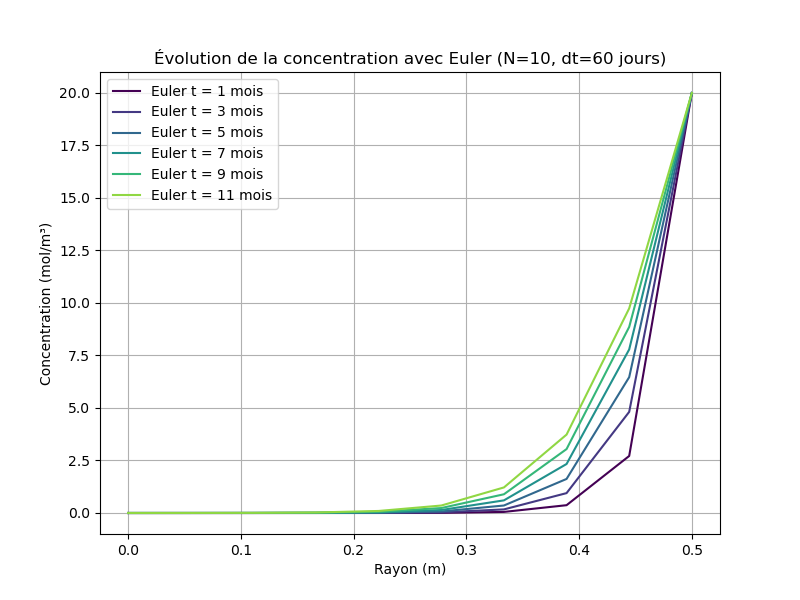 Évolution de la concentration avec Euler (N=10, dt=60 jours)
Euler t = 1 mois
Euler t = 3 mois
Euler t = 5 mois
Euler t = 7 mois
Euler t = 9 mois
Euler t = 11 mois
Concentration (mol/m³)
20.0
17.5
15.0
12.5
10.0
7.5
5.0
2.5
0.0
0.0 0.1 0.2 0.3 0.4 0.5
Rayon (m)